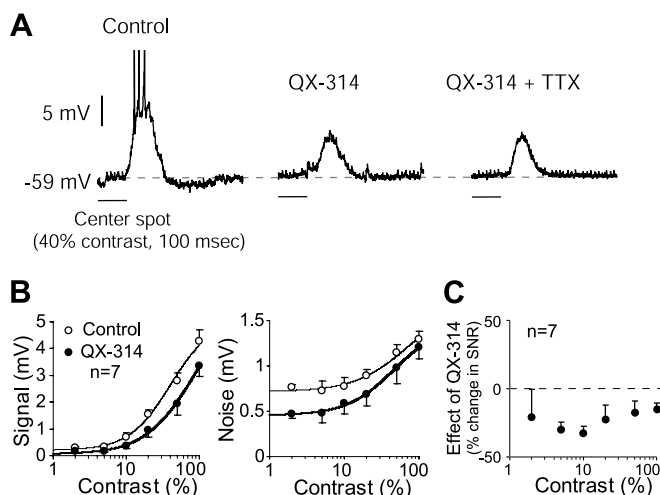 A
Control
QX-314
QX-314 + TTX
5 mV
-59 mV
Center spot
(40% contrast, 100 msec)
B
Signal (mV)
5
4
3
2
1
0
Control
QX-314
n=7
1
10
100
Contrast (%)
Noise (mV)
1.5
1
0.5
0
1
10
100
Contrast (%)
C
Effect of QX-314
(% change in SNR)
50
0
-50
n=7
1
10
100
Contrast (%)